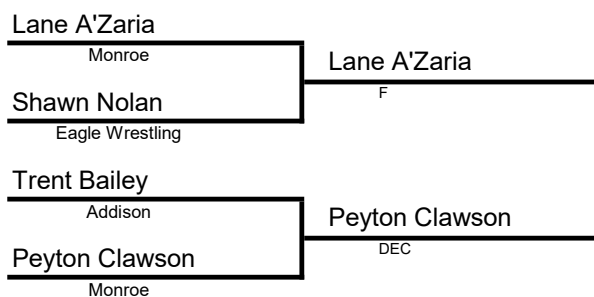 Lane A'Zaria
Monroe
Lane A'Zaria
F
Shawn Nolan
Eagle Wrestling
Trent Bailey
Addison
Peyton Clawson
DEC
Peyton Clawson
Monroe